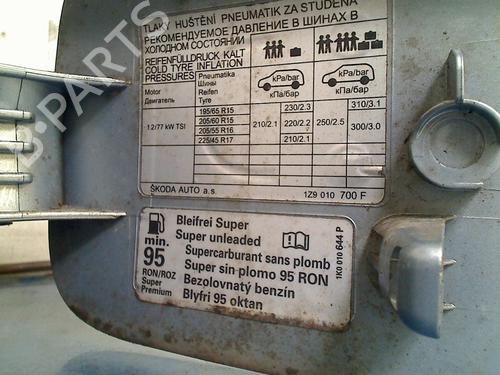 TLAKY HUŠTĚNÍ PNEUMATIK ZA STUDENA
РЕКОМЕНДУЕМОЕ ДАВЛЕНИЕ В ШИНАХ В
ХОЛОДНОМ СОСТОЯНИИ
REIFENFÜLLDRUCK KALT
COLD TYRE INFLATION
PRESSURES
Pneumatika
Шины
Reifen
Tyre
Motor
Двигатель
kPa/bar
кПа/бар
kPa/bar
кПа/бар
1.2/77 kW TSI
195/65 R15
205/60 R15
205/55 R16
225/45 R17
210/2.1
230/2.3
220/2.2
210/2.1
250/2.5
310/3.1
300/3.0
ŠKODA AUTO a.s.
1Z9 010 700 F
min.
95
RON/ROZ
Super
Premium
Bleifrei Super
Super unleaded
Supercarburant sans plomb
Super sin plomo 95 RON
Bezolovnatý benzín
Blyfri 95 oktan
1K0 010 644 P
B-PARTS